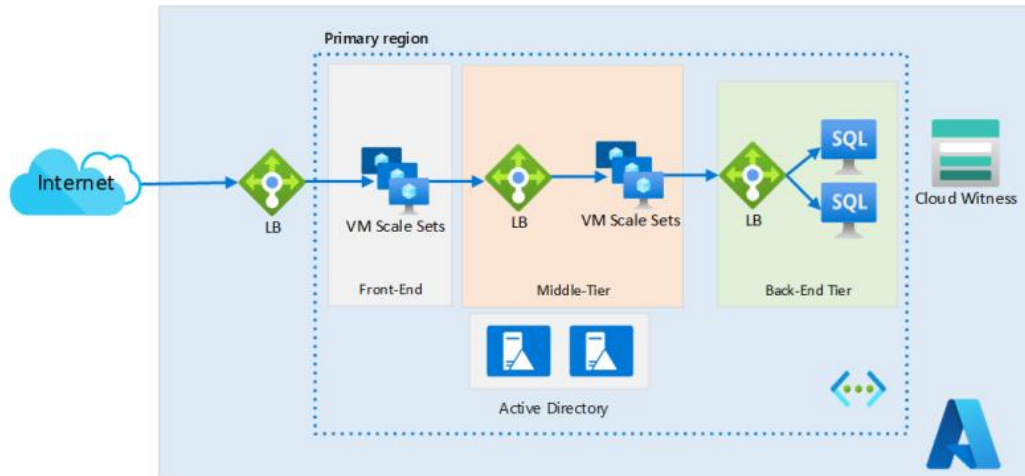 Primary region
Internet
LB
VM Scale Sets
LB
VM Scale Sets
LB
SQL
SQL
Cloud Witness
Front-End
Middle-Tier
Back-End Tier
Active Directory